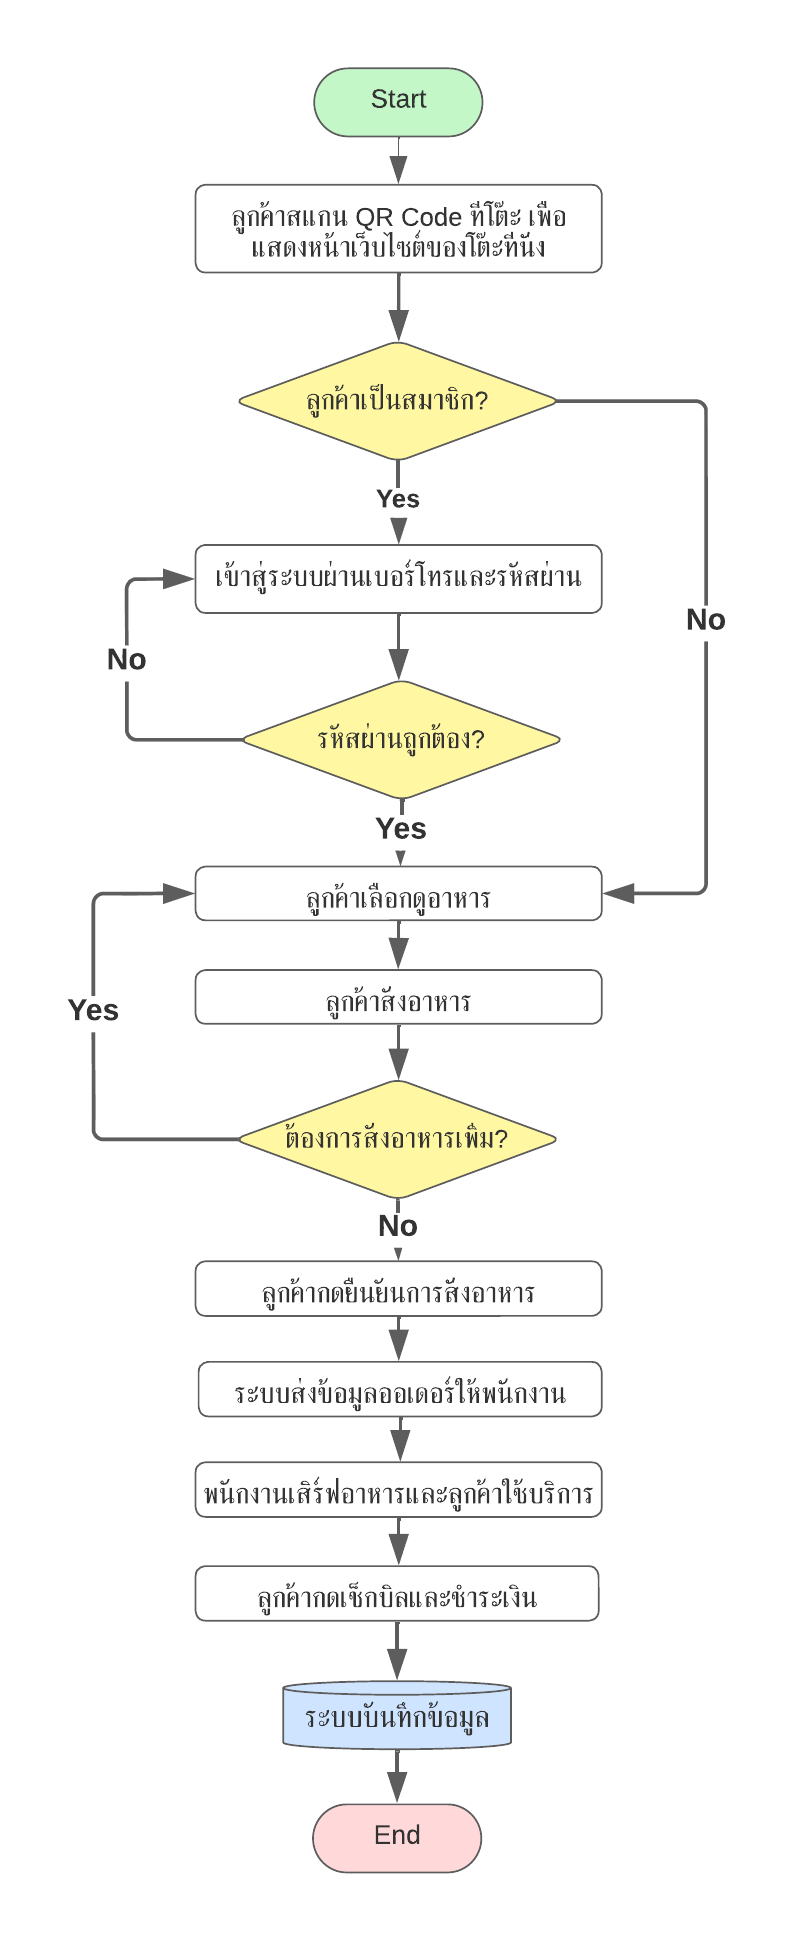 Start
ลูกค้าสแกน QR Code ที่โต๊ะ เพื่อ
แสดงหน้าเว็บไซต์ของโต๊ะที่นั่ง
ลูกค้าเป็นสมาชิก?
Yes
เข้าสู่ระบบผ่านเบอร์โทรและรหัสผ่าน
No
No
รหัสผ่านถูกต้อง?
Yes
ลูกค้าเลือกดูอาหาร
ลูกค้าสั่งอาหาร
Yes
ต้องการสั่งอาหารเพิ่ม?
No
ลูกค้ากดยืนยันการสั่งอาหาร
ระบบส่งข้อมูลออเดอร์ให้พนักงาน
พนักงานเสิร์ฟอาหารและลูกค้าใช้บริการ
ลูกค้ากดเช็กบิลและชำระเงิน
ระบบบันทึกข้อมูล
End